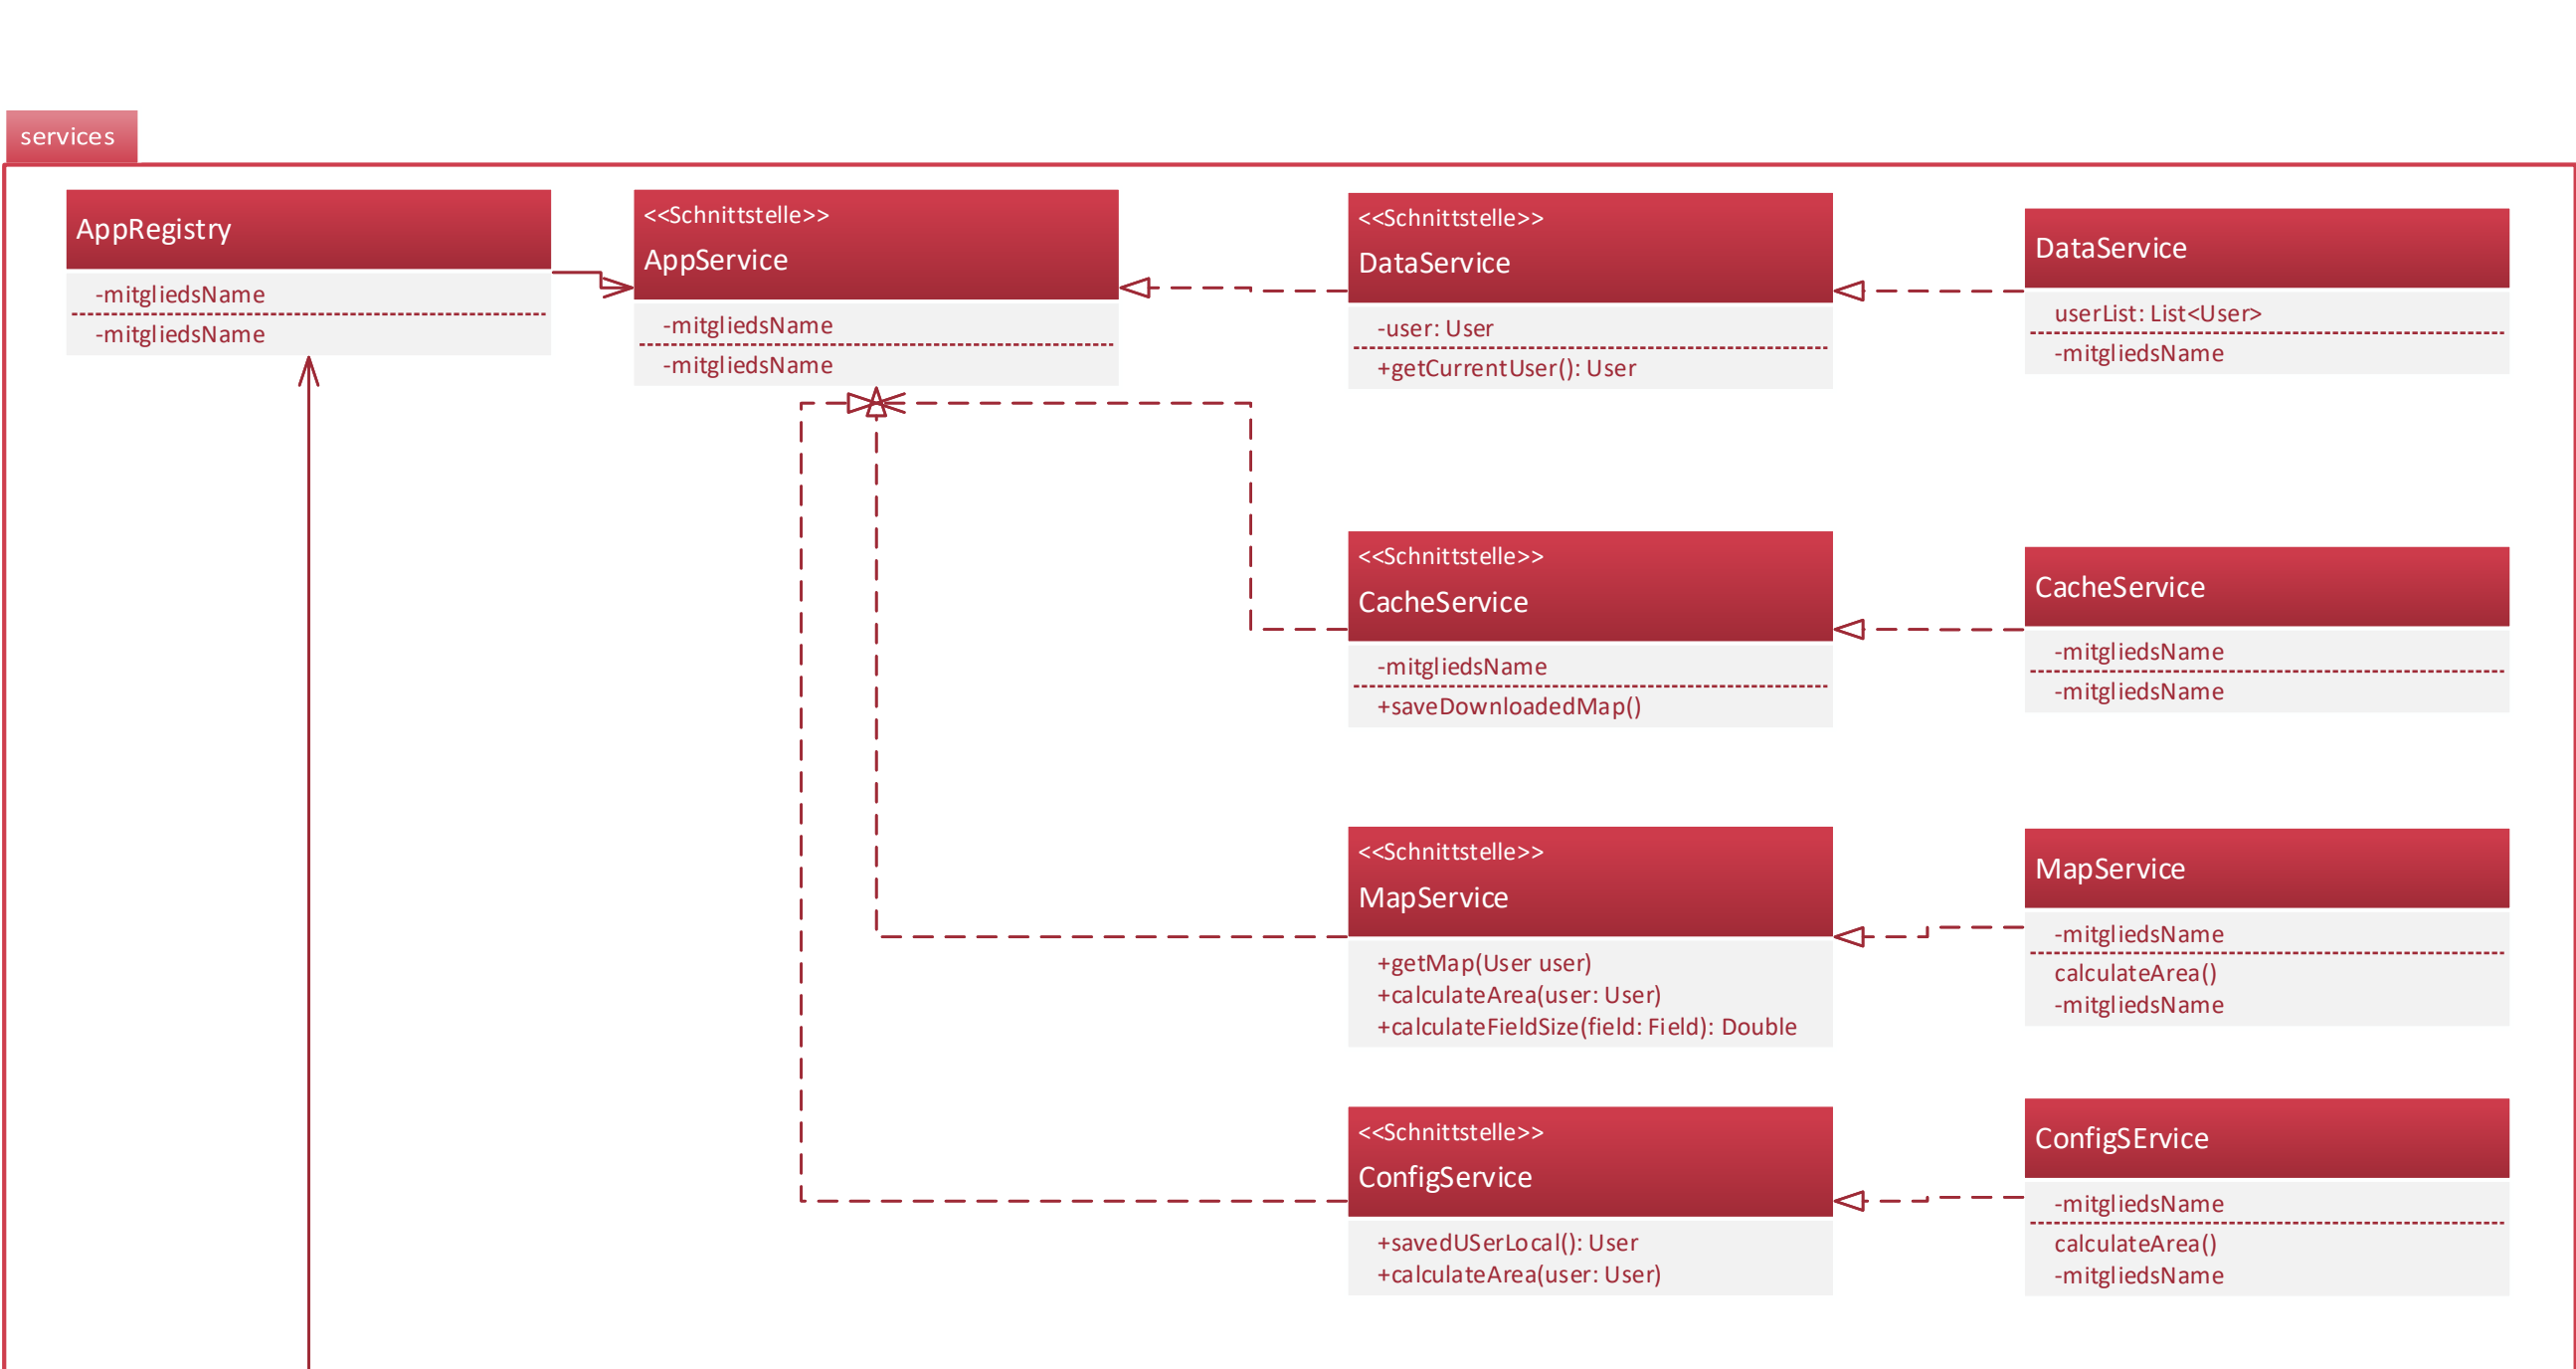 services
AppRegistry
-mitgliedsName
-mitgliedsName
<<Schnittstelle>>
AppService
-mitgliedsName
-mitgliedsName
<<Schnittstelle>>
DataService
-user: User
+getCurrentUser(): User
DataService
userList: List<User>
-mitgliedsName
<<Schnittstelle>>
CacheService
-mitgliedsName
+saveDownloadedMap()
CacheService
-mitgliedsName
-mitgliedsName
<<Schnittstelle>>
MapService
+getMap(User user)
+calculateArea(user: User)
+calculateFieldSize(field: Field): Double
MapService
-mitgliedsName
calculateArea()
-mitgliedsName
<<Schnittstelle>>
ConfigService
+savedUSerLocal(): User
+calculateArea(user: User)
ConfigSErvice
-mitgliedsName
calculateArea()
-mitgliedsName